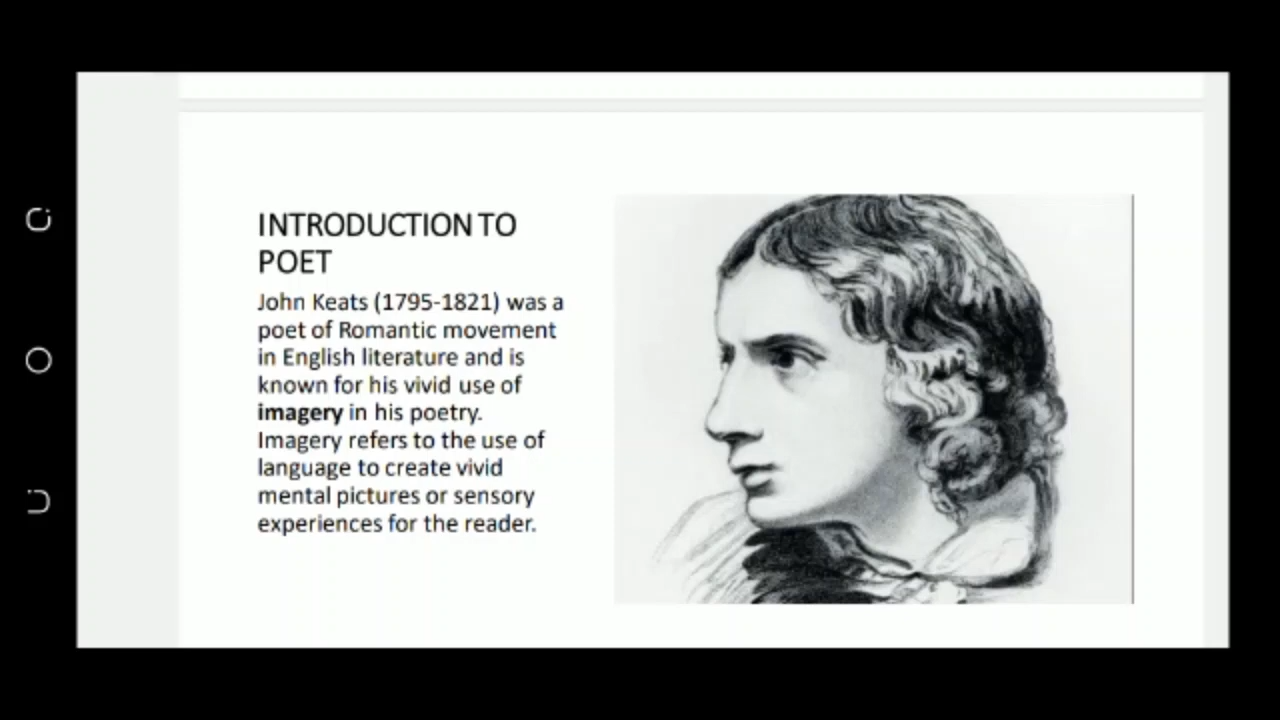 INTRODUCTION TO
POET
John Keats (1795-1821) was a
poet of Romantic movement
in English literature and is
known for his vivid use of
imagery in his poetry.
Imagery refers to the use of
language to create vivid
mental pictures or sensory
experiences for the reader.